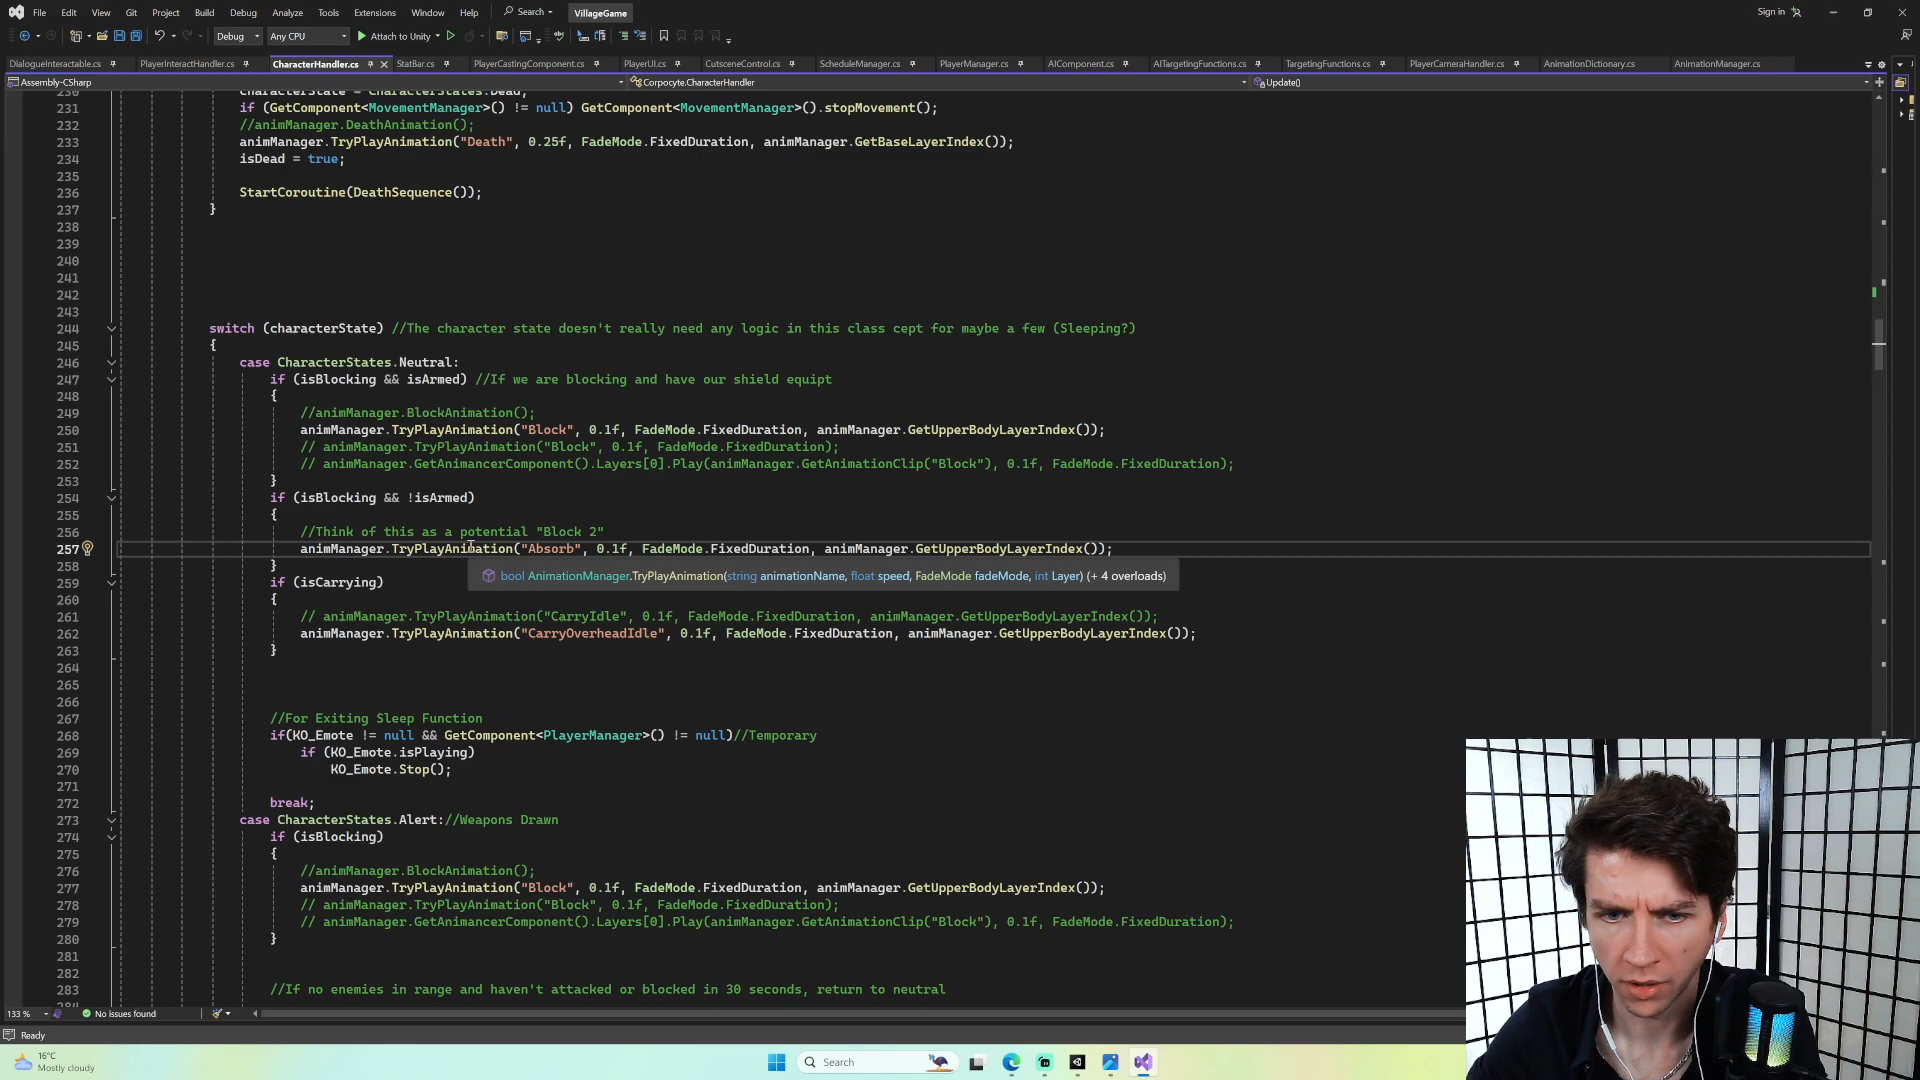 File Edit View Git Project Build Debug Analyze Tools Extensions Window Help Search VillageGame Sign in
Debug Any CPU Attach to Unity
DialogueInteractable.cs PlayerInteractHandler.cs CharacterHandler.cs StatBar.cs PlayerCastingComponent.cs PlayerUI.cs CutsceneControl.cs ScheduleManager.cs PlayerManager.cs AIComponent.cs AITargetingFunctions.cs TargetingFunctions.cs PlayerCameraHandler.cs AnimationDictionary.cs AnimationManager.cs
Assembly-CSharp Corpocyte.CharacterHandler Update()
230 CharacterState = CharacterStates.Dead;
231 if (GetComponent<MovementManager>() != null) GetComponent<MovementManager>().stopMovement();
232 //animManager.DeathAnimation();
233 animManager.TryPlayAnimation("Death", 0.25f, FadeMode.FixedDuration, animManager.GetBaseLayerIndex());
234 isDead = true;
235
236 StartCoroutine(DeathSequence());
237 }
238
239
240
241
242
243
244 switch (characterState) //The character state doesn't really need any logic in this class cept for maybe a few (Sleeping?)
245 {
246 case CharacterStates.Neutral:
247 if (isBlocking && isArmed) //If we are blocking and have our shield equipt
248 {
249 //animManager.BlockAnimation();
250 animManager.TryPlayAnimation("Block", 0.1f, FadeMode.FixedDuration, animManager.GetUpperBodyLayerIndex());
251 // animManager.TryPlayAnimation("Block", 0.1f, FadeMode.FixedDuration);
252 // animManager.GetAnimancerComponent().Layers[0].Play(animManager.GetAnimationClip("Block"), 0.1f, FadeMode.FixedDuration);
253 }
254 if (isBlocking && !isArmed)
255 {
256 //Think of this as a potential "Block 2"
257 animManager.TryPlayAnimation("Absorb", 0.1f, FadeMode.FixedDuration, animManager.GetUpperBodyLayerIndex());
258 }
bool AnimationManager.TryPlayAnimation(string animationName, float speed, FadeMode fadeMode, int Layer) (+ 4 overloads)
259 if (isCarrying)
260 {
261 // animManager.TryPlayAnimation("CarryIdle", 0.1f, FadeMode.FixedDuration, animManager.GetUpperBodyLayerIndex());
262 animManager.TryPlayAnimation("CarryOverheadIdle", 0.1f, FadeMode.FixedDuration, animManager.GetUpperBodyLayerIndex());
263 }
264
265
266
267 //For Exiting Sleep Function
268 if(KO_Emote != null && GetComponent<PlayerManager>() != null)//Temporary
269 if (KO_Emote.isPlaying)
270 KO_Emote.Stop();
271
272 break;
273 case CharacterStates.Alert://Weapons Drawn
274 if (isBlocking)
275 {
276 //animManager.BlockAnimation();
277 animManager.TryPlayAnimation("Block", 0.1f, FadeMode.FixedDuration, animManager.GetUpperBodyLayerIndex());
278 // animManager.TryPlayAnimation("Block", 0.1f, FadeMode.FixedDuration);
279 // animManager.GetAnimancerComponent().Layers[0].Play(animManager.GetAnimationClip("Block"), 0.1f, FadeMode.FixedDuration);
280 }
281
282
283 //If no enemies in range and haven't attacked or blocked in 30 seconds, return to neutral
284
133 % No issues found
Ready
16°C
Mostly cloudy
Search